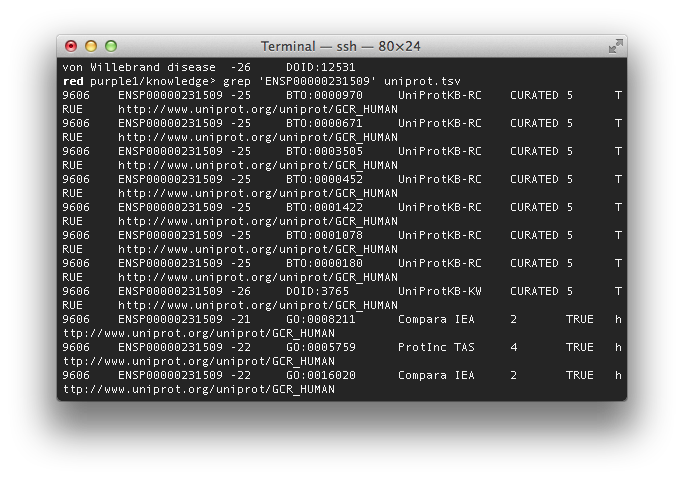 Terminal — ssh — 80×24
von Willebrand disease  -26     DOID:12531
red purple1/knowledge> grep 'ENSP00000231509' uniprot.tsv
9606    ENSP00000231509 -25     BTO:0000970     UniProtKB-RC    CURATED 5       T
RUE     http://www.uniprot.org/uniprot/GCR_HUMAN
9606    ENSP00000231509 -25     BTO:0000671     UniProtKB-RC    CURATED 5       T
RUE     http://www.uniprot.org/uniprot/GCR_HUMAN
9606    ENSP00000231509 -25     BTO:0003505     UniProtKB-RC    CURATED 5       T
RUE     http://www.uniprot.org/uniprot/GCR_HUMAN
9606    ENSP00000231509 -25     BTO:0000452     UniProtKB-RC    CURATED 5       T
RUE     http://www.uniprot.org/uniprot/GCR_HUMAN
9606    ENSP00000231509 -25     BTO:0001422     UniProtKB-RC    CURATED 5       T
RUE     http://www.uniprot.org/uniprot/GCR_HUMAN
9606    ENSP00000231509 -25     BTO:0001078     UniProtKB-RC    CURATED 5       T
RUE     http://www.uniprot.org/uniprot/GCR_HUMAN
9606    ENSP00000231509 -25     BTO:0000180     UniProtKB-RC    CURATED 5       T
RUE     http://www.uniprot.org/uniprot/GCR_HUMAN
9606    ENSP00000231509 -26     DOID:3765       UniProtKB-KW    CURATED 5       T
RUE     http://www.uniprot.org/uniprot/GCR_HUMAN
9606    ENSP00000231509 -21     GO:0008211      Compara IEA     2       TRUE    h
ttp://www.uniprot.org/uniprot/GCR_HUMAN
9606    ENSP00000231509 -22     GO:0005759      ProtInc TAS     4       TRUE    h
ttp://www.uniprot.org/uniprot/GCR_HUMAN
9606    ENSP00000231509 -22     GO:0016020      Compara IEA     2       TRUE    h
ttp://www.uniprot.org/uniprot/GCR_HUMAN